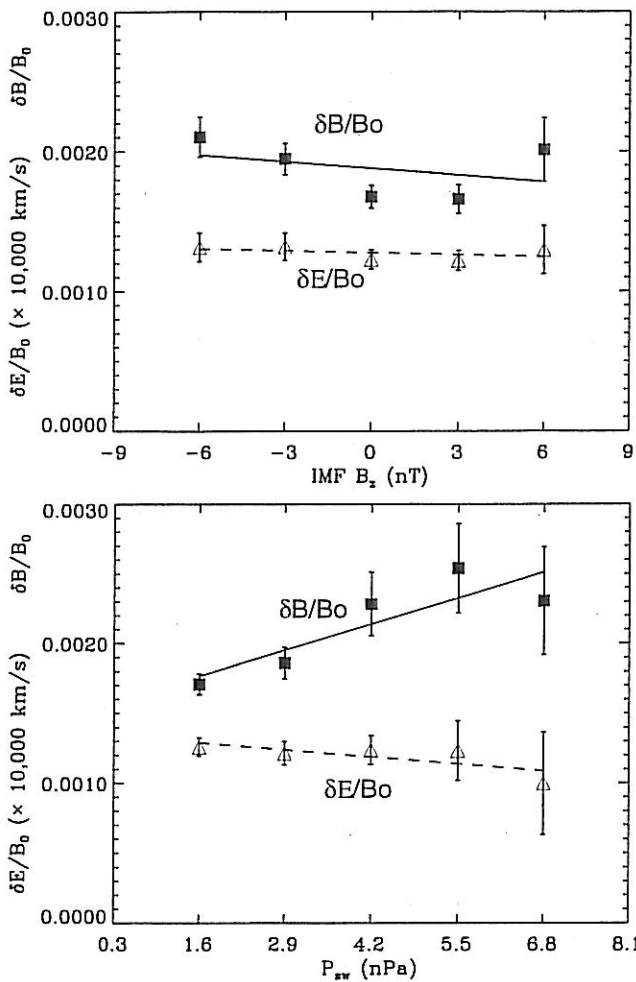 0.0030
δB/B₀
δB/Bo
0.0020
δE/B₀ (× 10,000 km/s)
δE/Bo
0.0010
0.0000
-9 -6 -3 0 3 6 9
IMF B_z (nT)
0.0030
δB/B₀
δB/Bo
0.0020
δE/B₀ (× 10,000 km/s)
0.0010
δE/Bo
0.0000
0.3 1.6 2.9 4.2 5.5 6.8 8.1
P_sw (nPa)